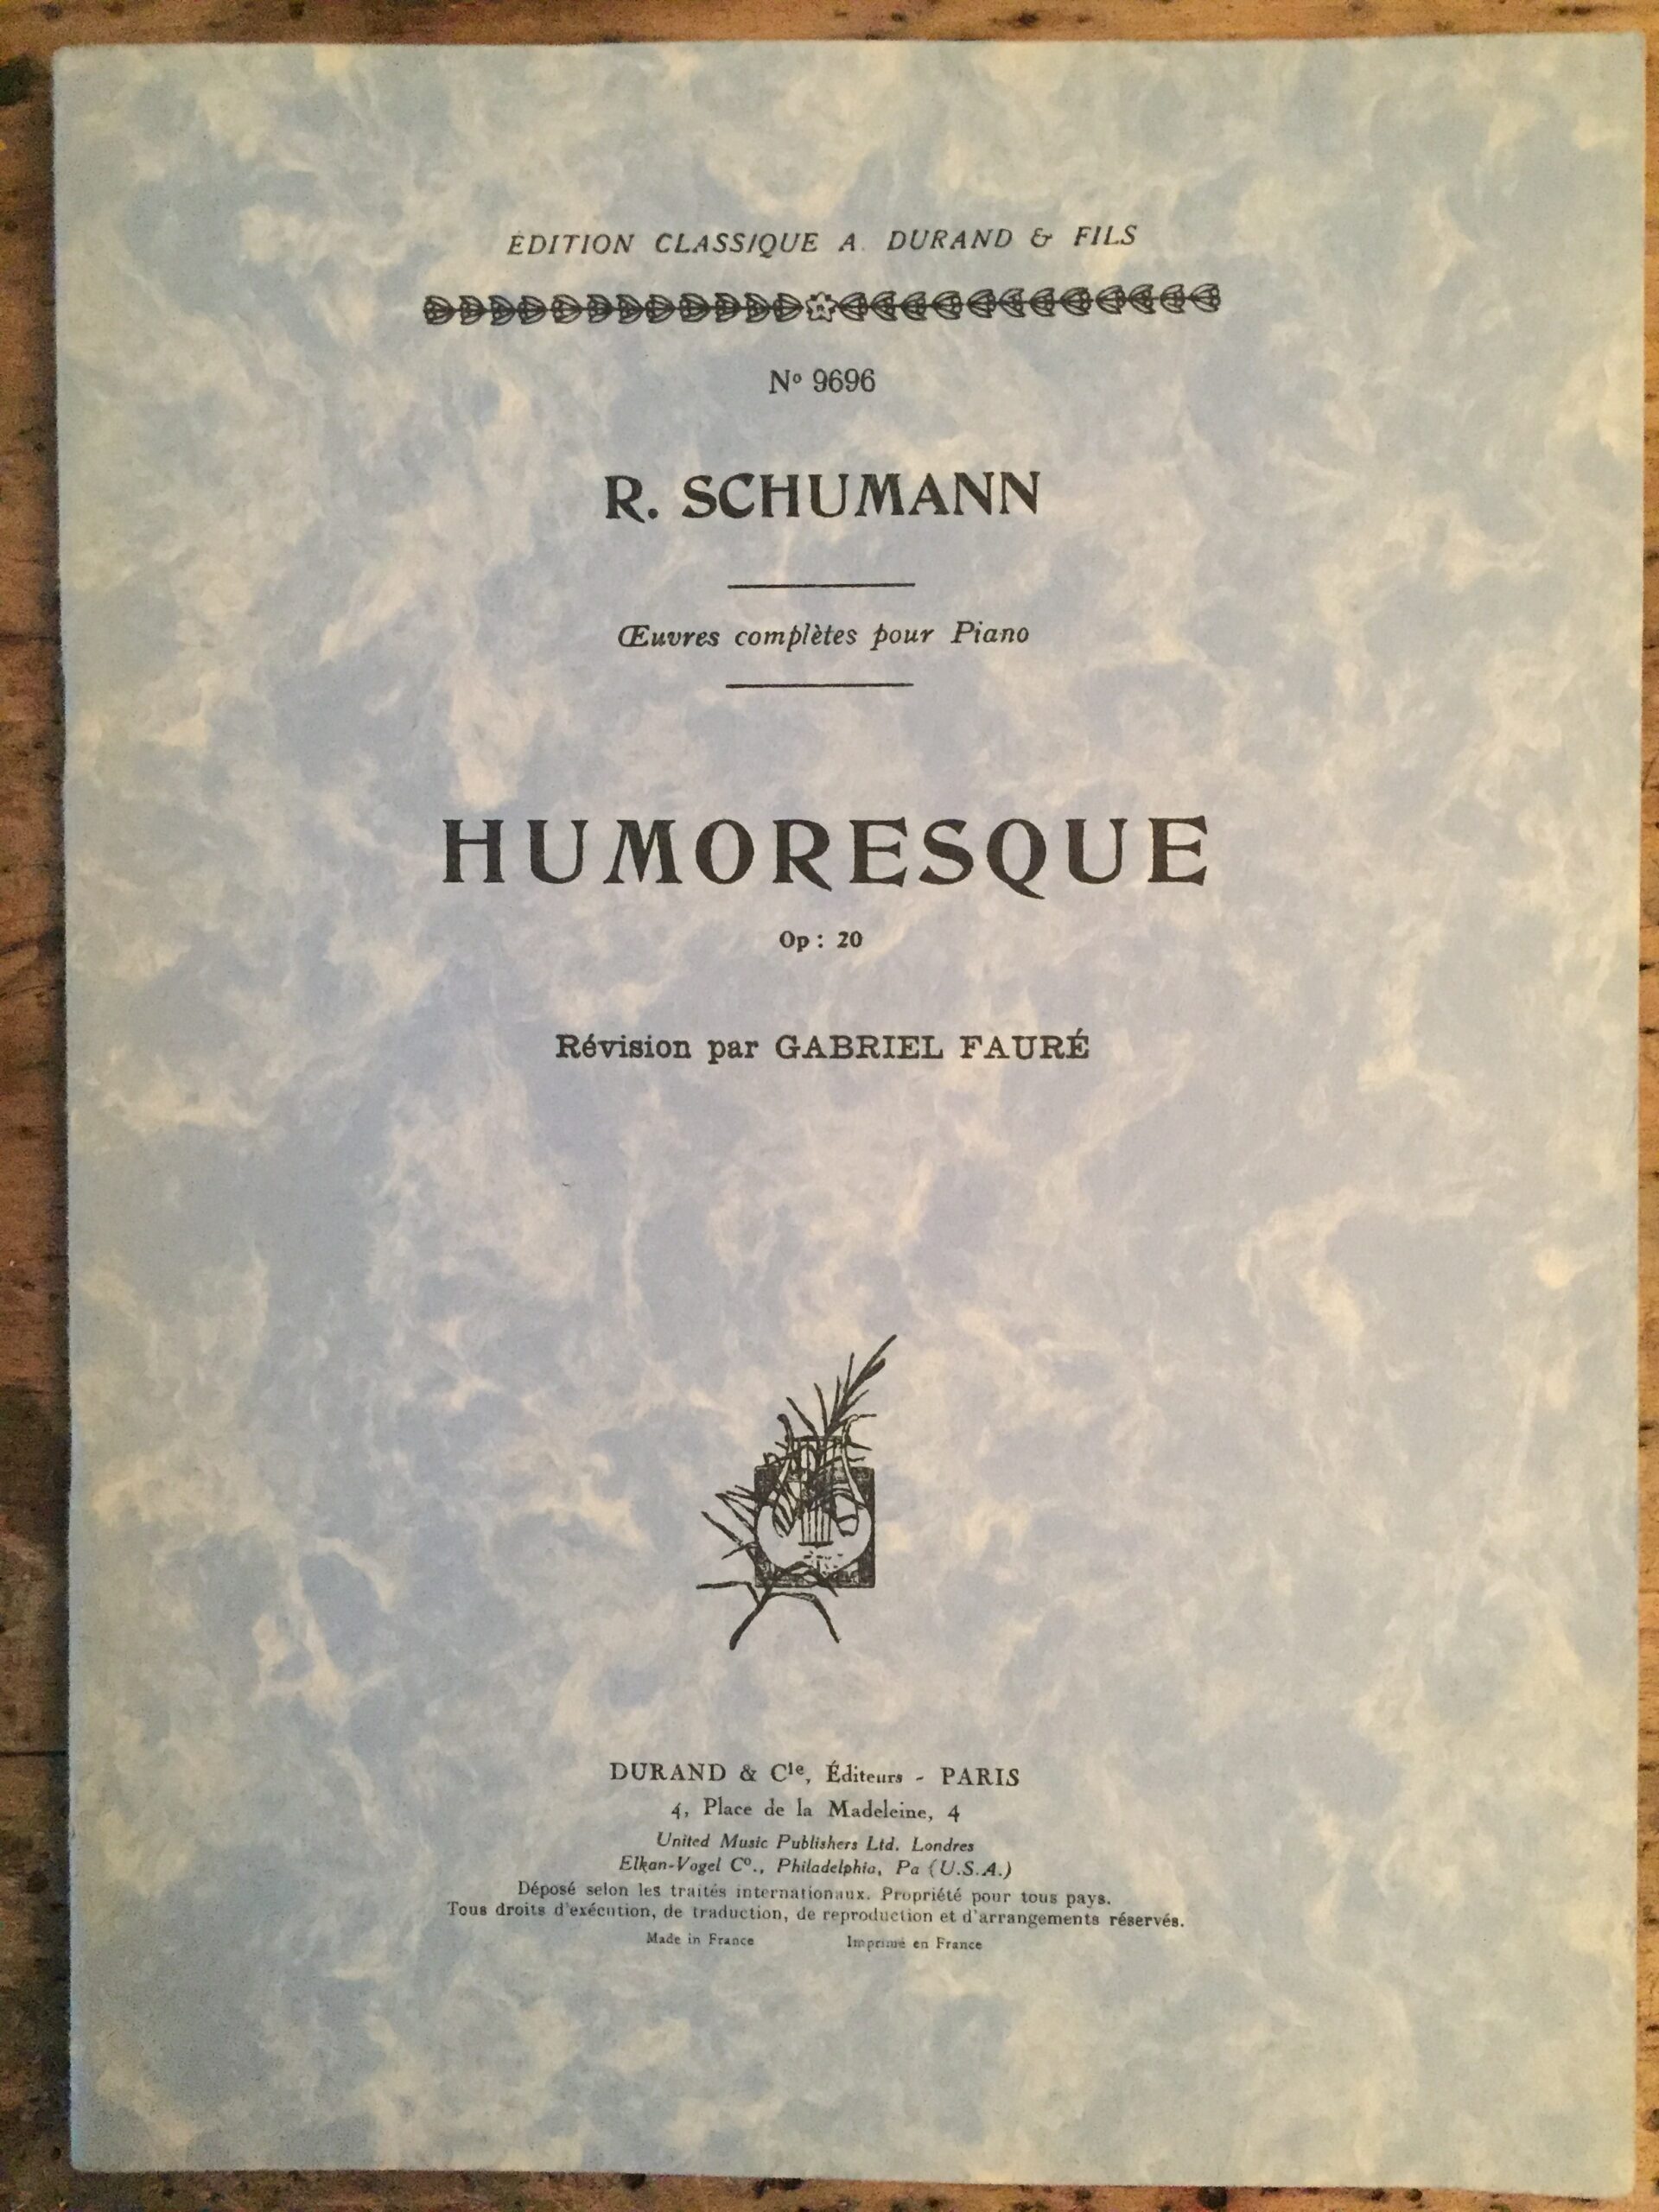 ÉDITION CLASSIQUE A. DURAND & FILS
Nº 9696
R. SCHUMANN
Œuvres complètes pour Piano
HUMORESQUE
Op : 20
Révision par GABRIEL FAURÉ
DURAND & Cie, Éditeurs - PARIS
4, Place de la Madeleine, 4
United Music Publishers Ltd. Londres
Elkan-Vogel Cº., Philadelphia, Pa (U.S.A.)
Déposé selon les traités internationaux. Propriété pour tous pays.
Tous droits d'exécution, de traduction, de reproduction et d'arrangements réservés.
Made in France Imprimé en France